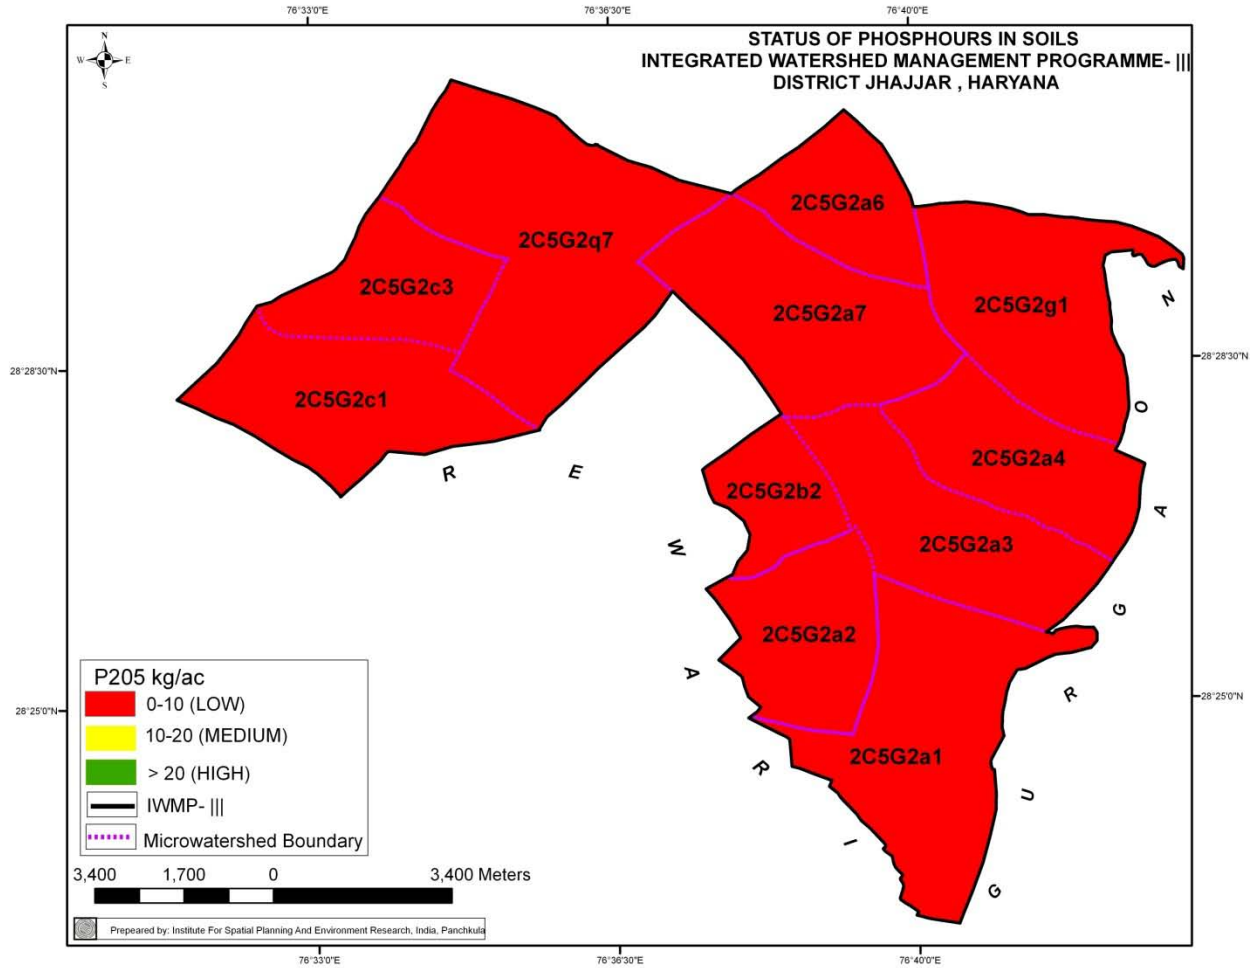 76°33'0"E 76°36'30"E 76°40'0"E
STATUS OF PHOSPHOURS IN SOILS
INTEGRATED WATERSHED MANAGEMENT PROGRAMME- |||
DISTRICT JHAJJAR , HARYANA
N
W E
S
2C5G2a6
2C5G2q7
2C5G2c3
2C5G2g1
2C5G2a7
28°28'30"N 28°28'30"N
2C5G2c1
2C5G2a4
2C5G2b2
2C5G2a3
2C5G2a2
2C5G2a1
R E W A R I
G U R G A O N
P205 kg/ac
0-10 (LOW)
10-20 (MEDIUM)
> 20 (HIGH)
IWMP- |||
Microwatershed Boundary
28°25'0"N 28°25'0"N
3,400 1,700 0 3,400 Meters
Prepeared by: Institute For Spatial Planning And Environment Research, India, Panchkula
76°33'0"E 76°36'30"E 76°40'0"E